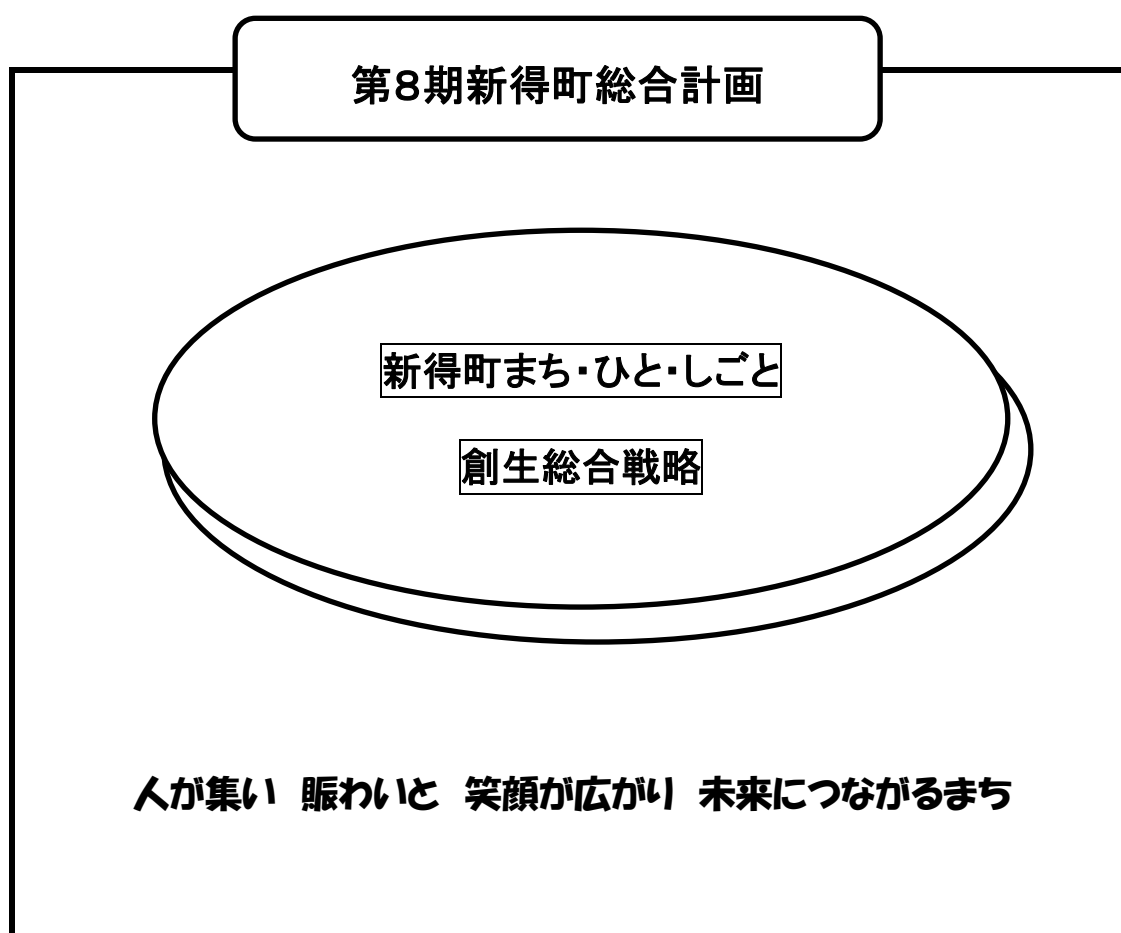 第8期新得町総合計画
新得町まち・ひと・しごと
創生総合戦略
人が集い 賑わいと 笑顔が広がり 未来につながるまち